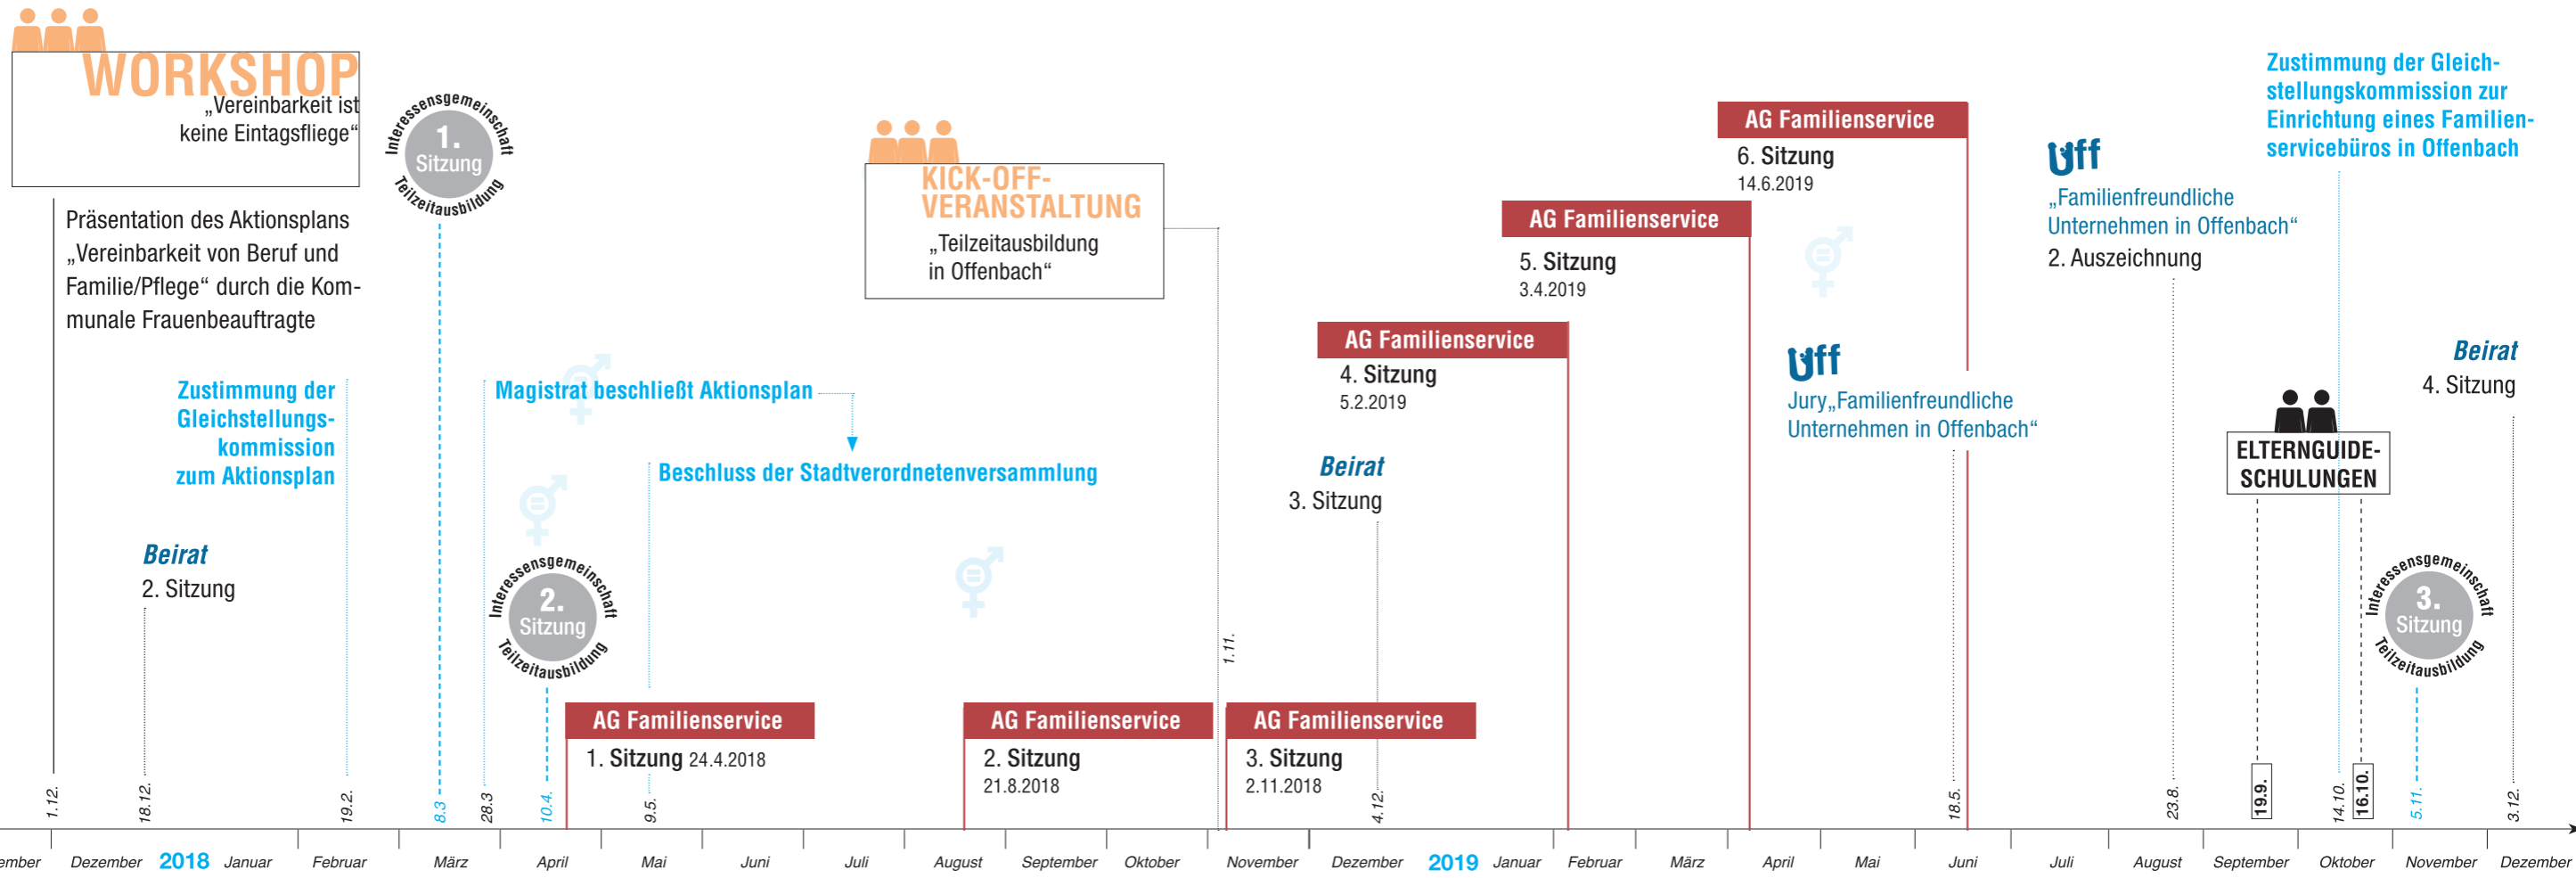 WORKSHOP
„Vereinbarkeit ist
keine Eintagsfliege“
Präsentation des Aktionsplans
„Vereinbarkeit von Beruf und
Familie/Pflege“ durch die Kom-
munale Frauenbeauftragte
Beirat
2. Sitzung
Zustimmung der
Gleichstellungs-
kommission
zum Aktionsplan
Interessensgemeinschaft
1.
Sitzung
Teilzeitausbildung
Magistrat beschließt Aktionsplan
Beschluss der Stadtverordnetenversammlung
Interessensgemeinschaft
2.
Sitzung
Teilzeitausbildung
AG Familienservice
1. Sitzung 24.4.2018
KICK-OFF-
VERANSTALTUNG
„Teilzeitausbildung
in Offenbach“
AG Familienservice
2. Sitzung
21.8.2018
1.11.
AG Familienservice
3. Sitzung
2.11.2018
Beirat
3. Sitzung
AG Familienservice
4. Sitzung
5.2.2019
AG Familienservice
5. Sitzung
3.4.2019
AG Familienservice
6. Sitzung
14.6.2019
Uff
Jury„Familienfreundliche
Unternehmen in Offenbach“
Uff
„Familienfreundliche
Unternehmen in Offenbach“
2. Auszeichnung
Zustimmung der Gleich-
stellungskommission zur
Einrichtung eines Familien-
servicebüros in Offenbach
ELTERNGUIDE-
SCHULUNGEN
Beirat
4. Sitzung
Interessensgemeinschaft
3.
Sitzung
Teilzeitausbildung
1.12.
18.12.
19.2.
8.3
28.3
10.4.
9.5.
4.12.
18.5.
23.8.
19.9.
14.10.
16.10.
5.11.
3.12.
ember Dezember 2018 Januar Februar März April Mai Juni Juli August September Oktober November Dezember 2019 Januar Februar März April Mai Juni Juli August September Oktober November Dezember